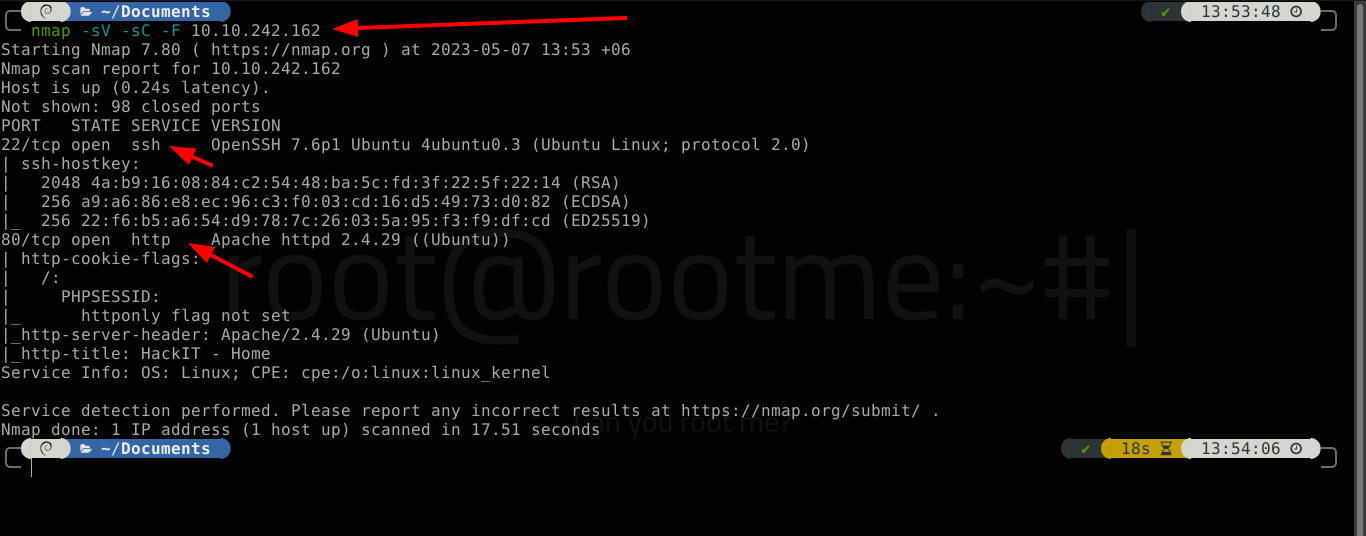 ~/Documents 13:53:48
nmap -sV -sC -F 10.10.242.162
Starting Nmap 7.80 ( https://nmap.org ) at 2023-05-07 13:53 +06
Nmap scan report for 10.10.242.162
Host is up (0.24s latency).
Not shown: 98 closed ports
PORT   STATE SERVICE VERSION
22/tcp open  ssh     OpenSSH 7.6p1 Ubuntu 4ubuntu0.3 (Ubuntu Linux; protocol 2.0)
| ssh-hostkey:
|   2048 4a:b9:16:08:84:c2:54:48:ba:5c:fd:3f:22:5f:22:14 (RSA)
|   256 a9:a6:86:e8:ec:96:c3:f0:03:cd:16:d5:49:73:d0:82 (ECDSA)
|_  256 22:f6:b5:a6:54:d9:78:7c:26:03:5a:95:f3:f9:df:cd (ED25519)
80/tcp open  http    Apache httpd 2.4.29 ((Ubuntu))
| http-cookie-flags:
|   /:
|     PHPSESSID:
|_      httponly flag not set
|_http-server-header: Apache/2.4.29 (Ubuntu)
|_http-title: HackIT - Home
Service Info: OS: Linux; CPE: cpe:/o:linux:linux_kernel
root@rootme:~#|
Service detection performed. Please report any incorrect results at https://nmap.org/submit/ .
Nmap done: 1 IP address (1 host up) scanned in 17.51 seconds
you root me?
~/Documents 18s 13:54:06